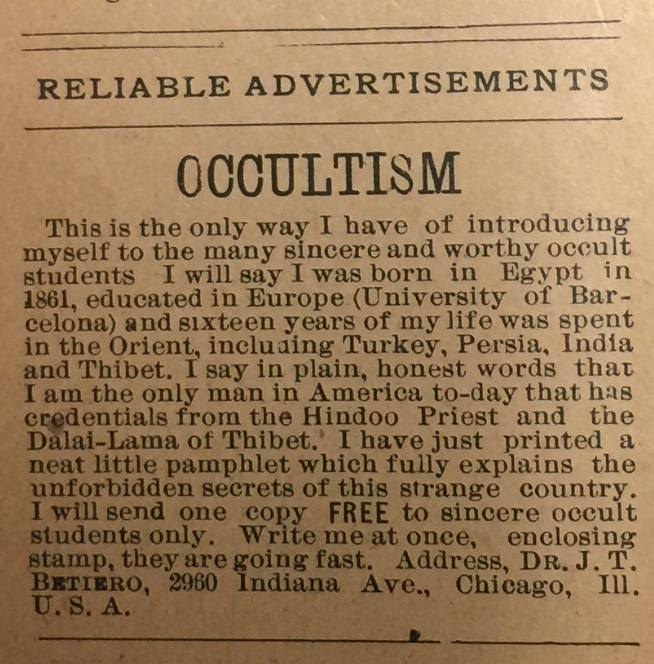 RELIABLE ADVERTISEMENTS
OCCULTISM
This is the only way I have of introducing
myself to the many sincere and worthy occult
students I will say I was born in Egypt in
1861, educated in Europe (University of Bar-
celona) and sixteen years of my life was spent
in the Orient, including Turkey, Persia, India
and Thibet. I say in plain, honest words that
I am the only man in America to-day that has
credentials from the Hindoo Priest and the
Dalai-Lama of Thibet. I have just printed a
neat little pamphlet which fully explains the
unforbidden secrets of this strange country.
I will send one copy FREE to sincere occult
students only. Write me at once, enclosing
stamp, they are going fast. Address, DR. J. T.
BETIERO, 2960 Indiana Ave., Chicago, Ill.
U. S. A.